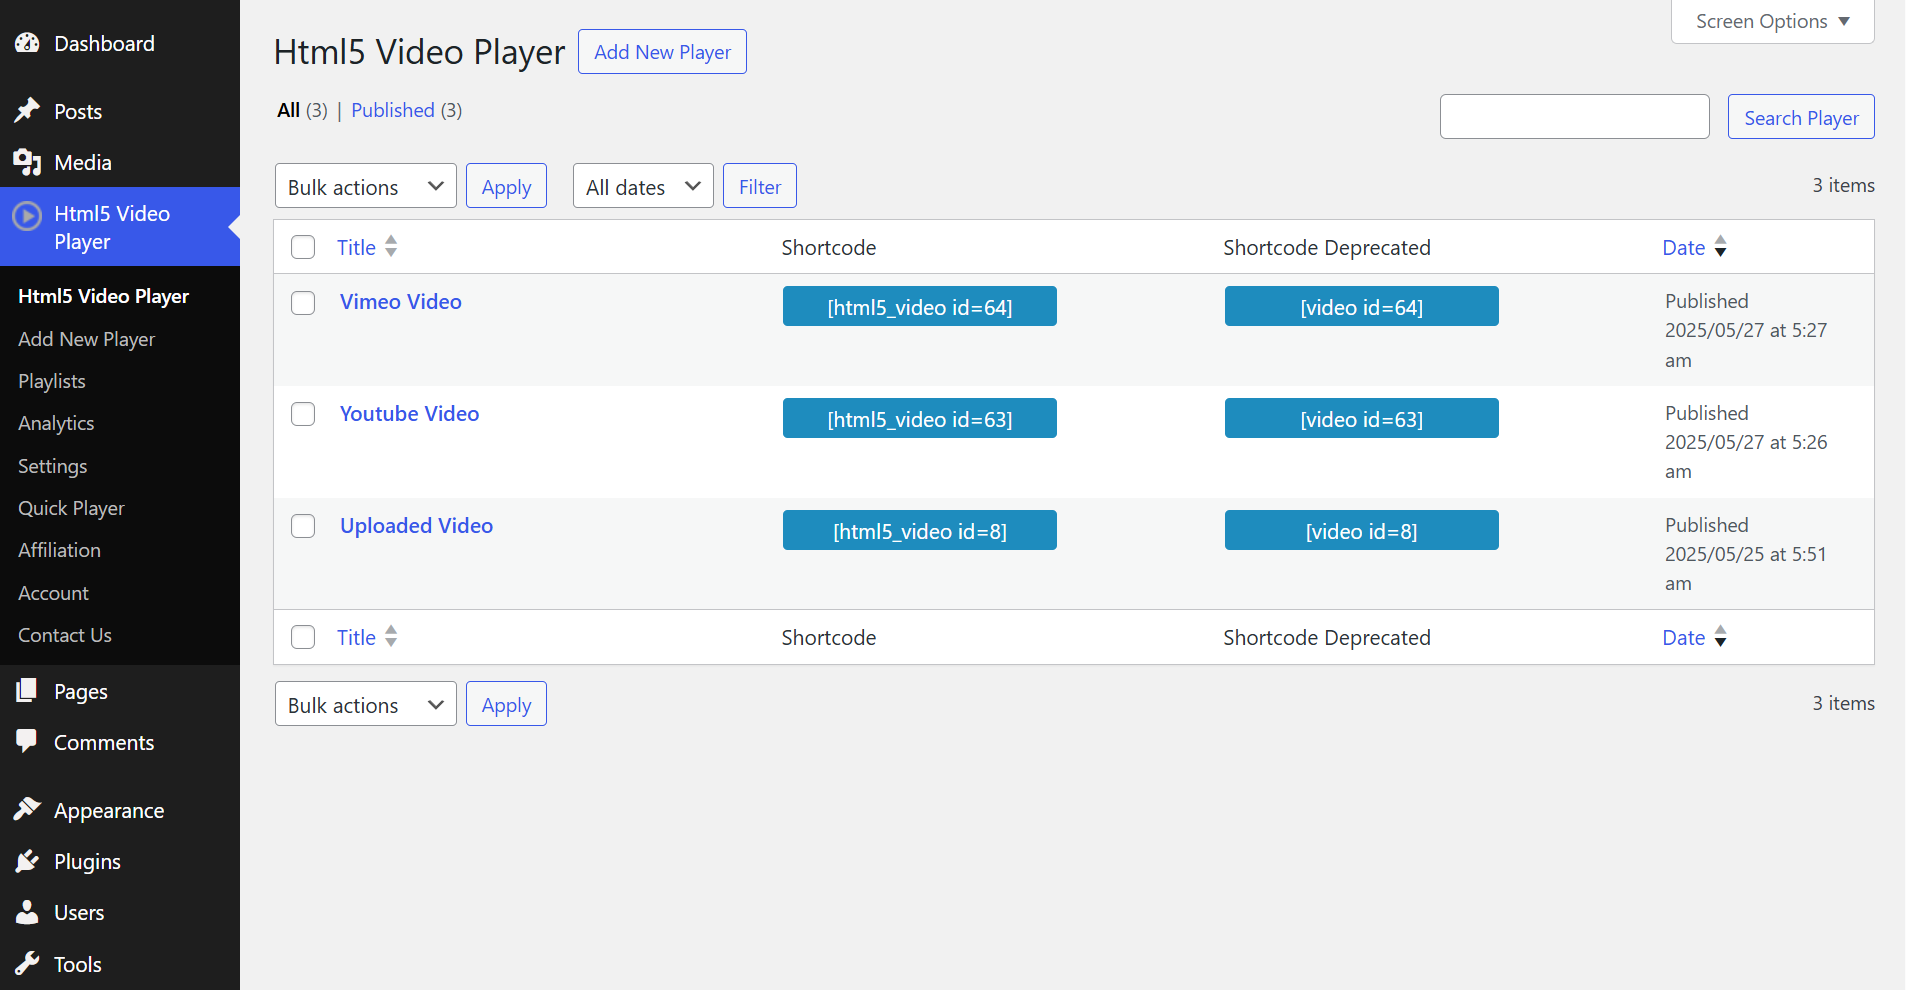 Dashboard
Posts
Media
Html5 Video
Player
Html5 Video Player
Add New Player
Playlists
Analytics
Settings
Quick Player
Affiliation
Account
Contact Us
Pages
Comments
Appearance
Plugins
Users
Tools
Screen Options
Html5 Video Player Add New Player
All (3) | Published (3)
Search Player
Bulk actions Apply All dates Filter 3 items
Title Shortcode Shortcode Deprecated Date
Vimeo Video [html5_video id=64] [video id=64] Published
2025/05/27 at 5:27
am
Youtube Video [html5_video id=63] [video id=63] Published
2025/05/27 at 5:26
am
Uploaded Video [html5_video id=8] [video id=8] Published
2025/05/25 at 5:51
am
Title Shortcode Shortcode Deprecated Date
Bulk actions Apply 3 items